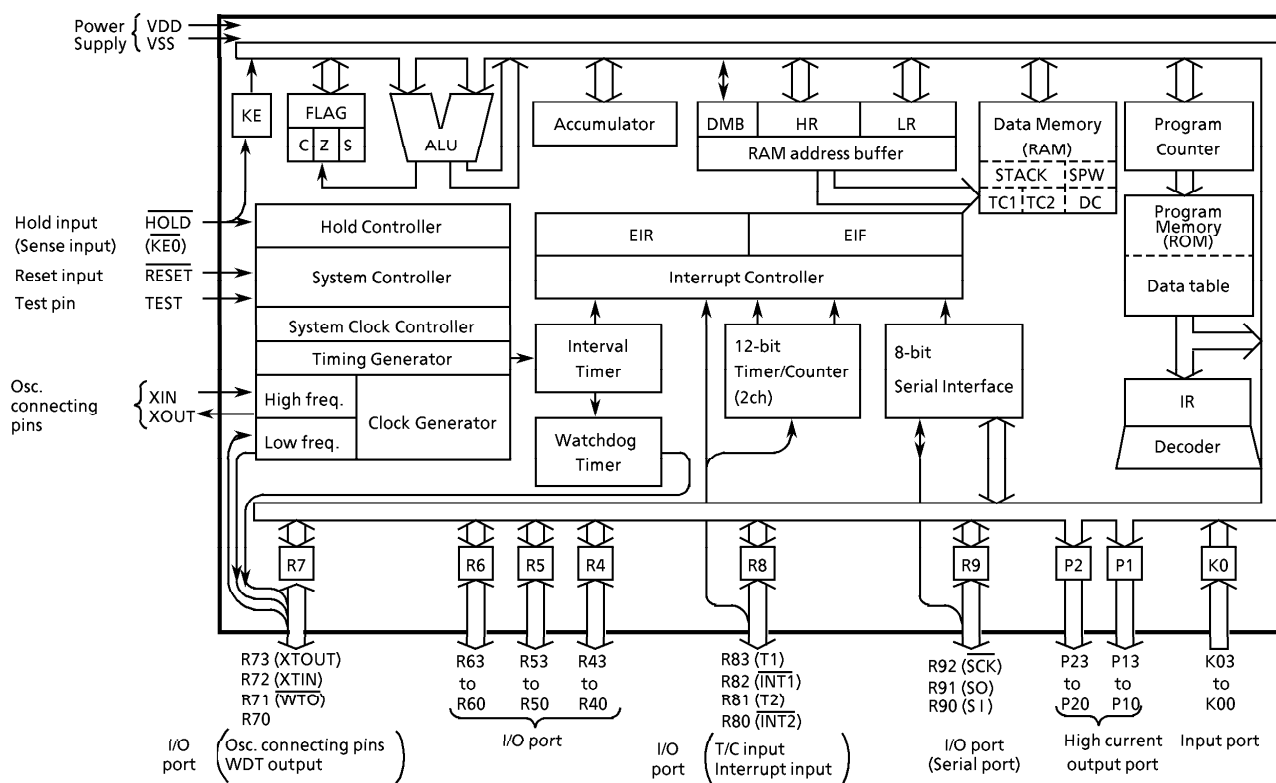 Power VDD
Supply VSS
KE
FLAG
C Z S
ALU
Accumulator
DMB HR LR
RAM address buffer
Data Memory
(RAM)
STACK SPW
TC1 TC2 DC
Program
Counter
Program
Memory
(ROM)
Data table
Hold input HOLD
(Sense input) (KE0)
Reset input RESET
Test pin TEST
Hold Controller
System Controller
System Clock Controller
Timing Generator
High freq.
Low freq.
Clock Generator
EIR EIF
Interrupt Controller
Interval
Timer
12-bit
Timer/Counter
(2ch)
8-bit
Serial Interface
Watchdog
Timer
IR
Decoder
Osc.
connecting
pins
XIN
XOUT
R7 R6 R5 R4 R8 R9 P2 P1 K0
R73 (XTOUT)
R72 (XTIN)
R71 (WTO)
R70
R63
to
R60
R53
to
R50
R43
to
R40
R83 (T1)
R82 (INT1)
R81 (T2)
R80 (INT2)
R92 (SCK)
R91 (SO)
R90 (SI)
P23
to
P20
P13
to
P10
K03
to
K00
I/O
port
Osc. connecting pins
WDT output
I/O port
I/O
port
T/C input
Interrupt input
I/O port
(Serial port)
High current
output port
Input port